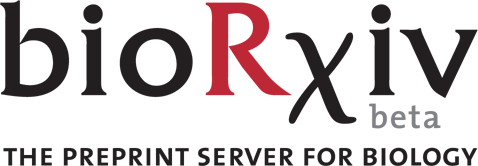 bioRχiv
beta
THE PREPRINT SERVER FOR BIOLOGY